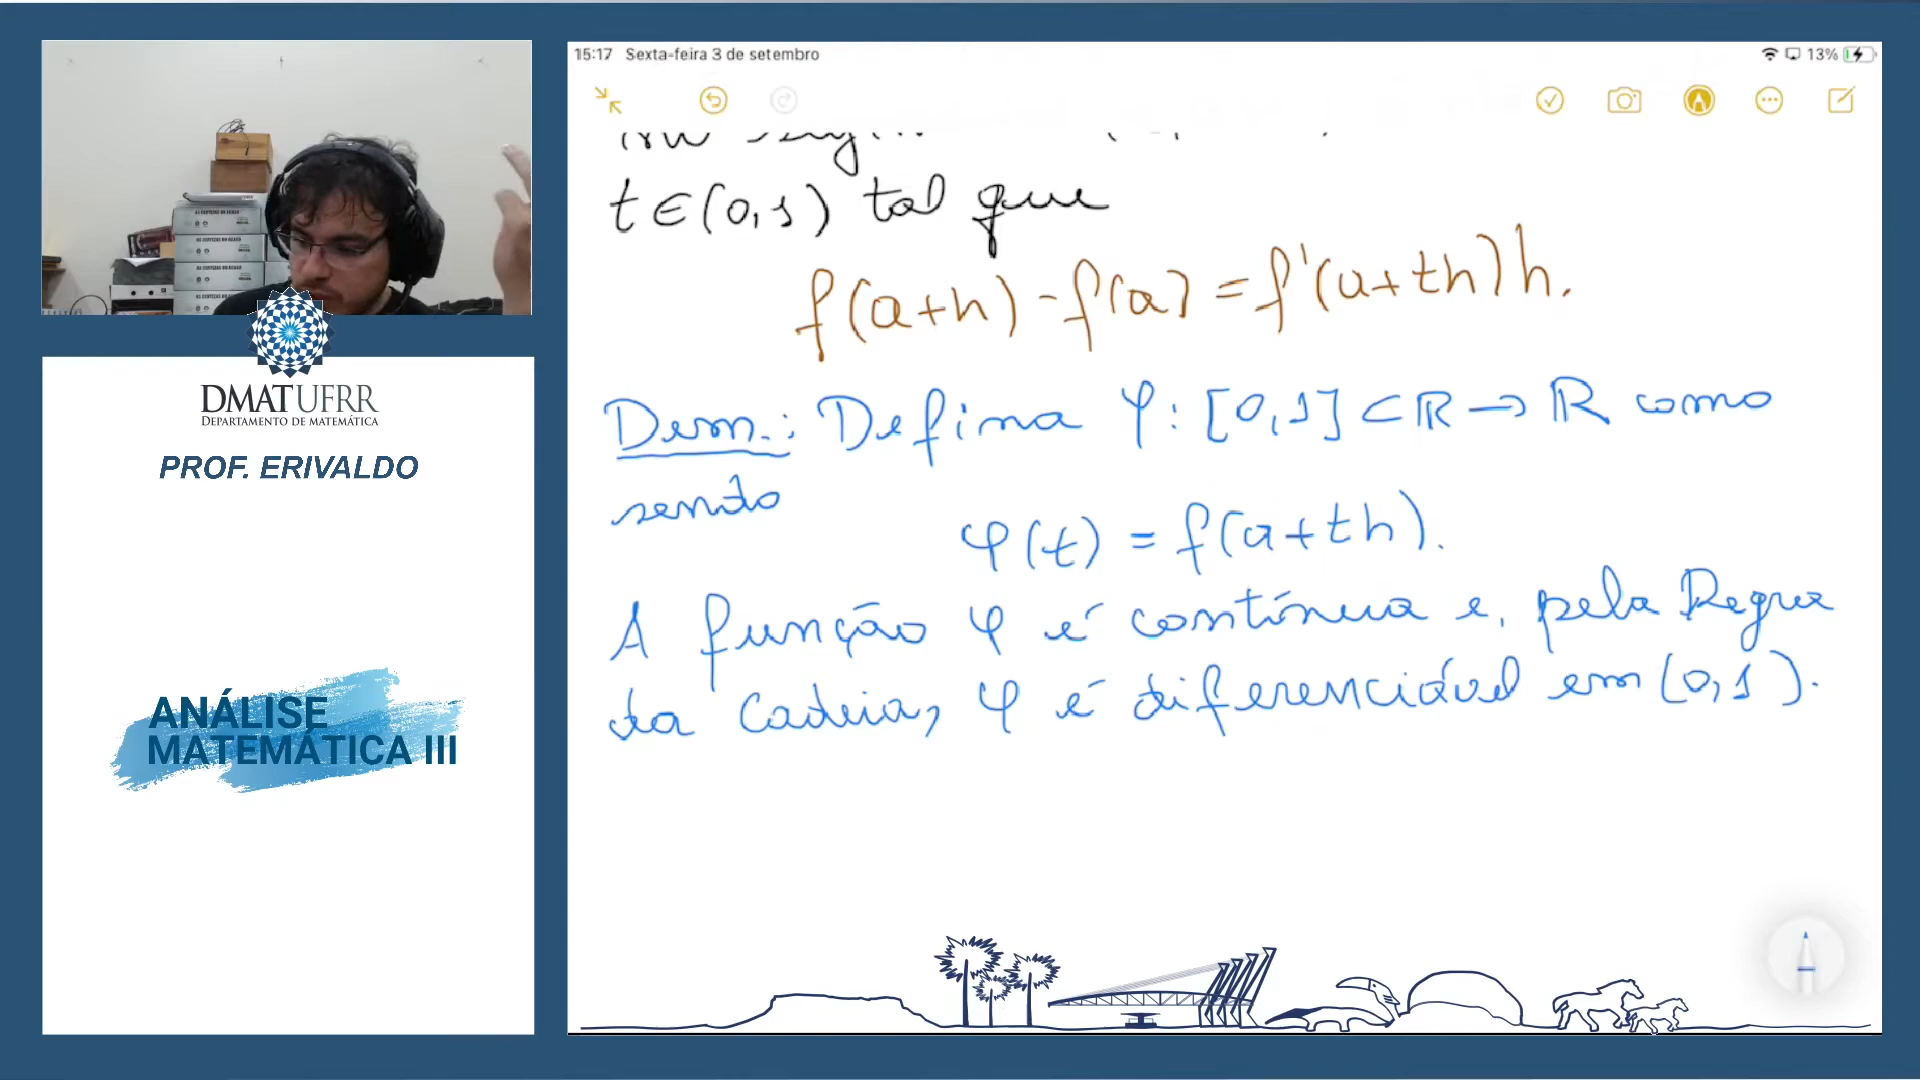 15:17 Sexta-feira 3 de setembro
13%
t∈(0,1) tal que
f(a+h)-f(a)=f'(a+th)h.
Dem.: Defina φ: [0,1]⊂ℝ→ℝ como
sendo
φ(t) = f(a+th).
A função φ é contínua e, pela Regra
da Cadeia, φ é diferenciável em (0,1).
DMATUFRR
DEPARTAMENTO DE MATEMÁTICA
PROF. ERIVALDO
ANÁLISE
MATEMÁTICA III